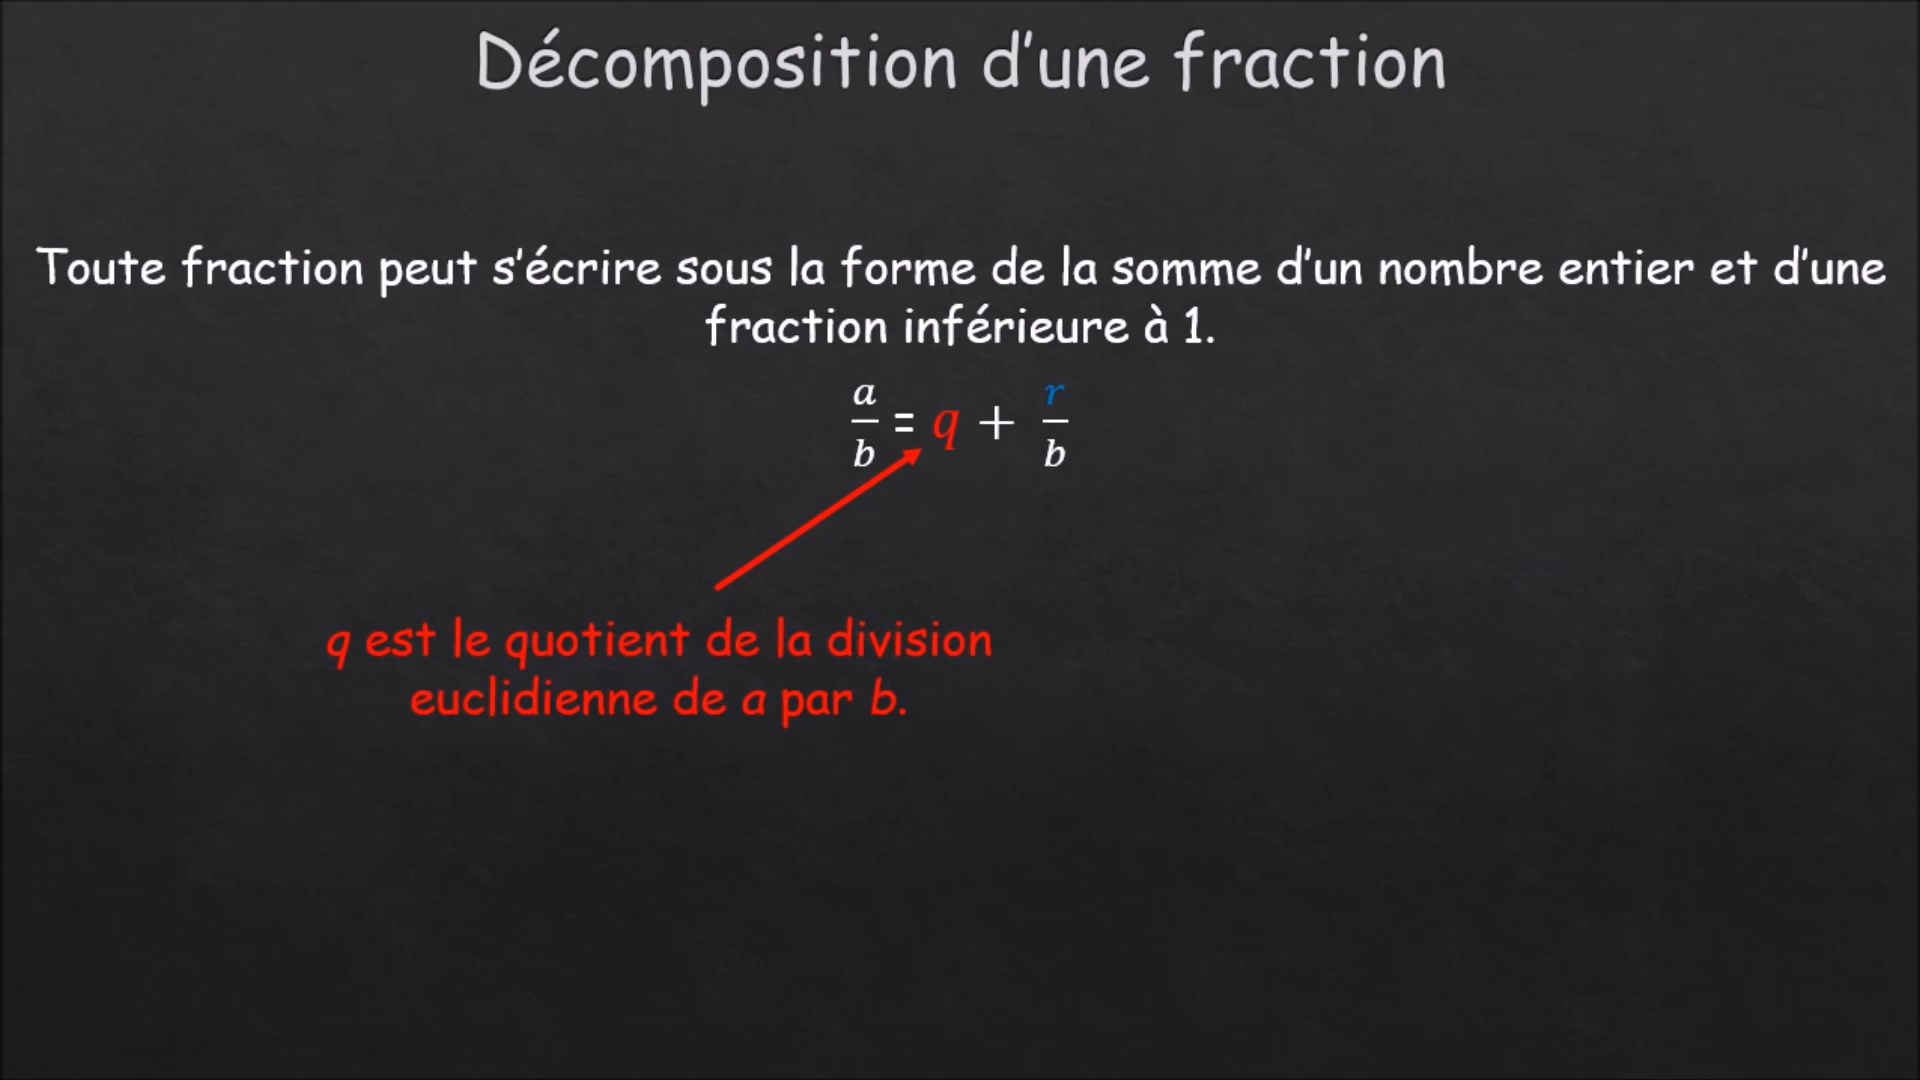 Décomposition d'une fraction
Toute fraction peut s'écrire sous la forme de la somme d'un nombre entier et d'une
fraction inférieure à 1.
a/b = q + r/b
q est le quotient de la division
euclidienne de a par b.